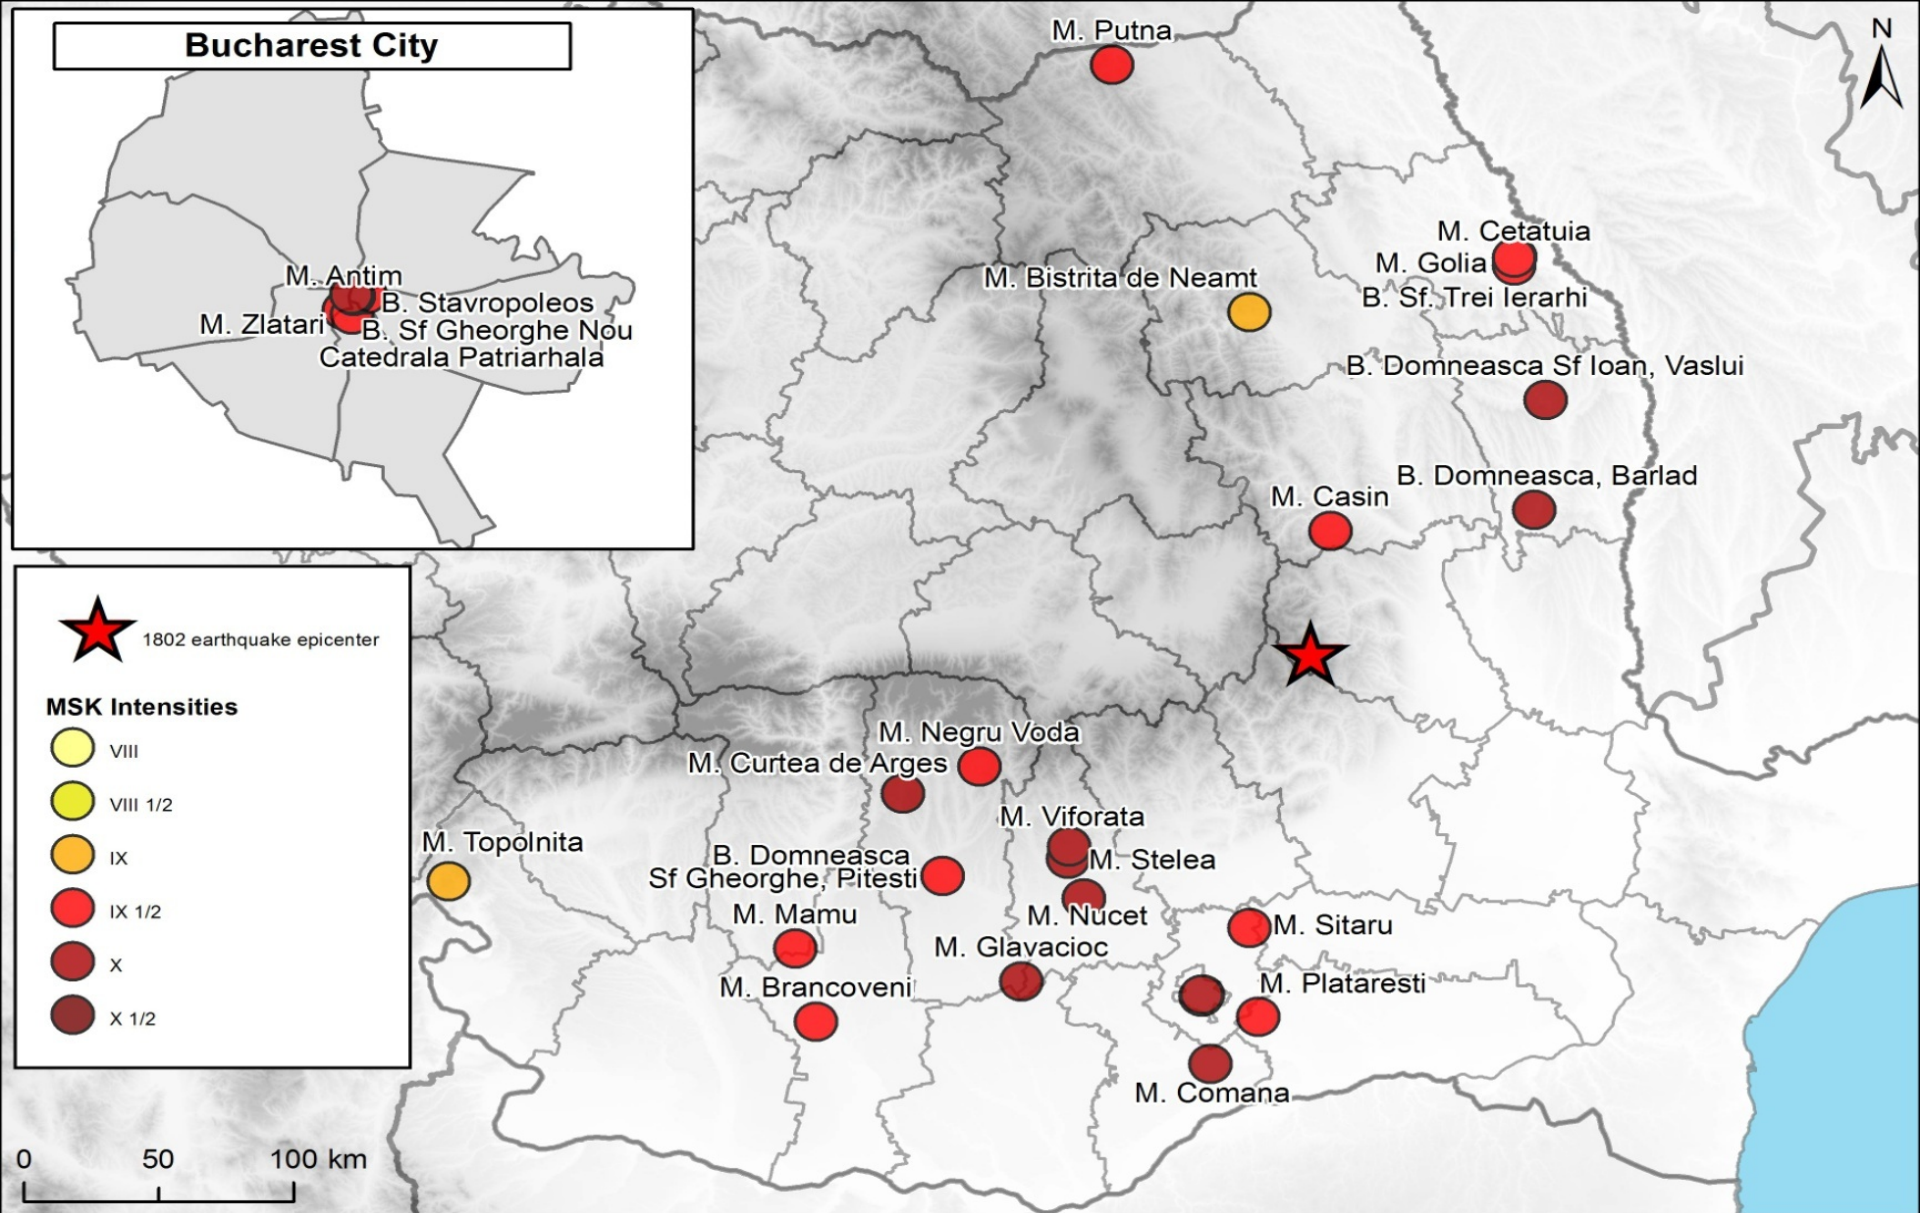 Bucharest City
M. Antim
B. Stavropoleos
M. Zlatari
B. Sf Gheorghe Nou
Catedrala Patriarhala
M. Putna
N
M. Cetatuia
M. Golia
B. Sf. Trei Ierarhi
M. Bistrita de Neamt
B. Domneasca Sf Ioan, Vaslui
B. Domneasca, Barlad
M. Casin
1802 earthquake epicenter
MSK Intensities
VIII
VIII 1/2
IX
IX 1/2
X
X 1/2
M. Negru Voda
M. Curtea de Arges
M. Viforata
M. Topolnita
B. Domneasca
Sf Gheorghe, Pitesti
M. Stelea
M. Mamu
M. Nucet
M. Sitaru
M. Glavacioc
M. Brancoveni
M. Plataresti
M. Comana
0 50 100 km